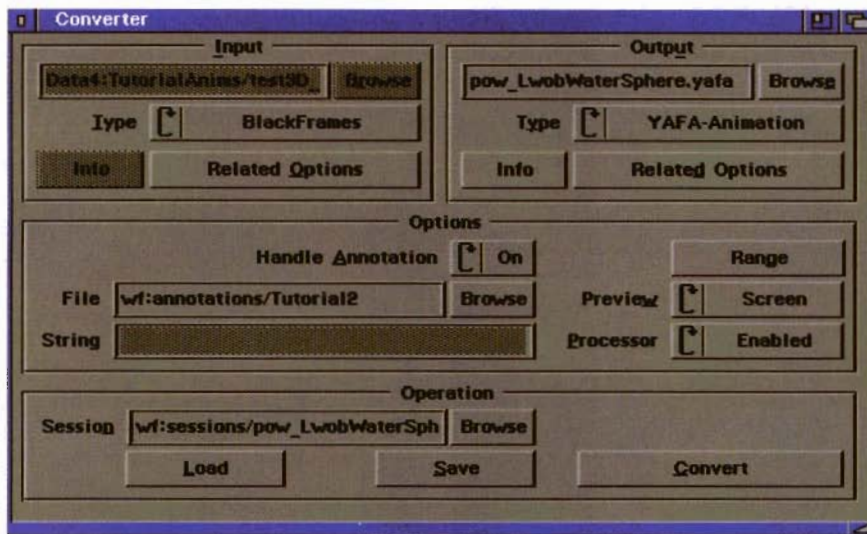 Converter
Input
Data4:TutorialAnims/test3D_ Browse
Type BlackFrames
Info Related Options
Output
pow_LwobWaterSphere.yafa Browse
Type YAFA-Animation
Info Related Options
Options
Handle Annotation On Range
File wf:annotations/Tutorial2 Browse Preview Screen
String Processor Enabled
Operation
Session wf:sessions/pow_LwobWaterSph Browse
Load Save Convert